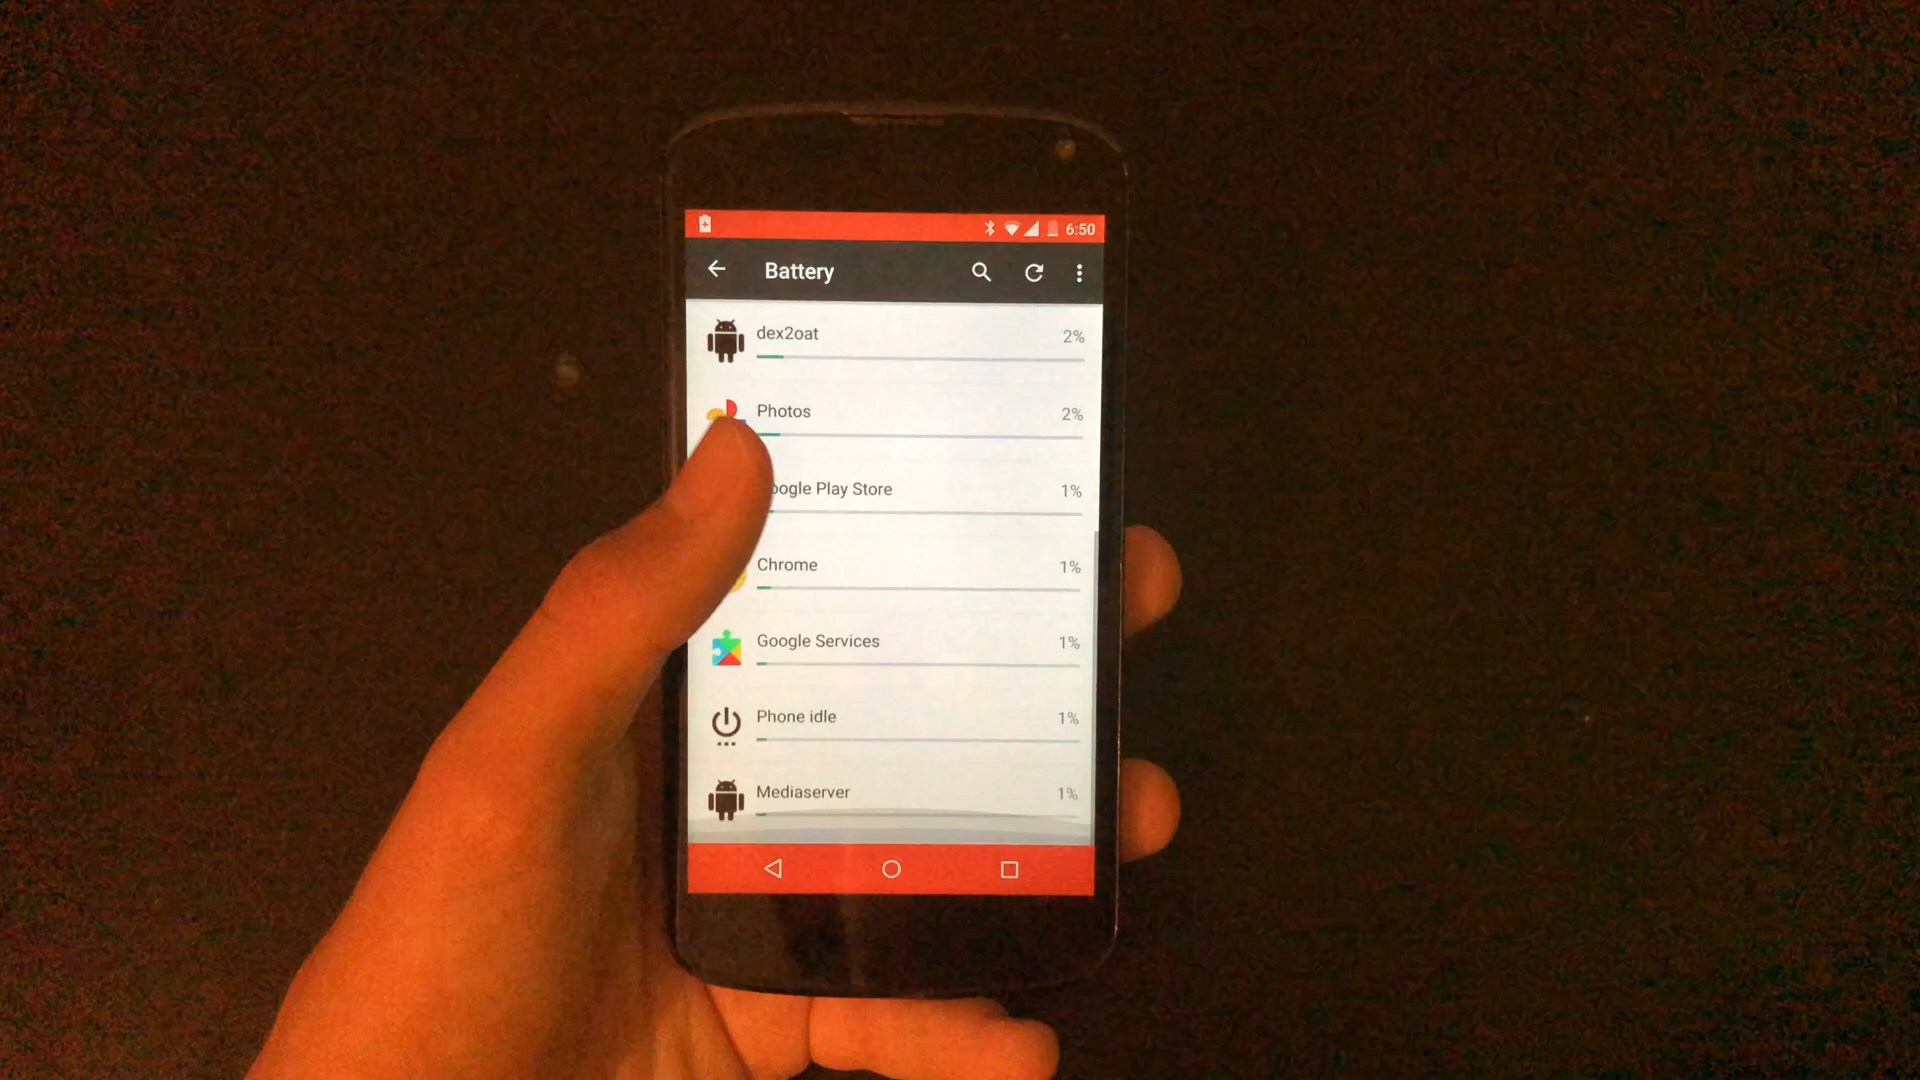 6:50
Battery
dex2oat 2%
Photos 2%
Google Play Store 1%
Chrome 1%
Google Services 1%
Phone idle 1%
Mediaserver 1%